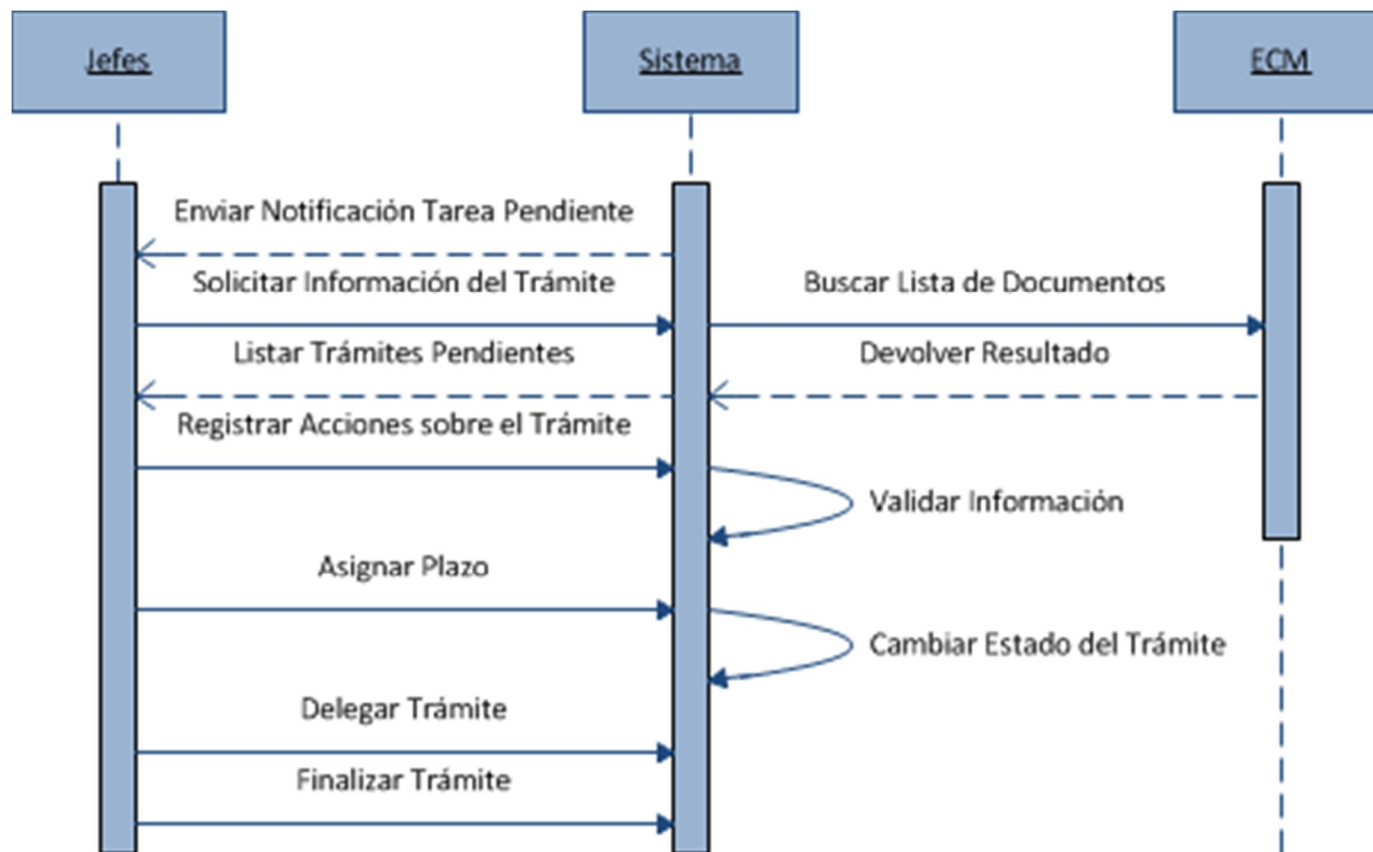 Jefes
Sistema
ECM
Enviar Notificación Tarea Pendiente
Solicitar Información del Trámite
Buscar Lista de Documentos
Listar Trámites Pendientes
Devolver Resultado
Registrar Acciones sobre el Trámite
Validar Información
Asignar Plazo
Cambiar Estado del Trámite
Delegar Trámite
Finalizar Trámite